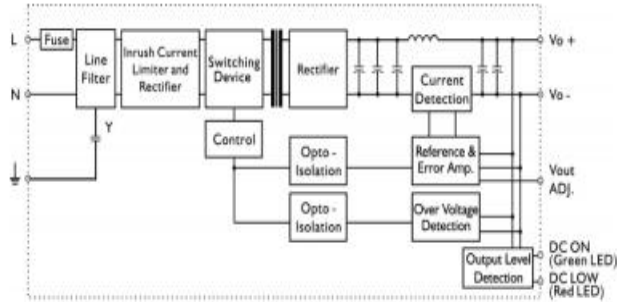 L
Fuse
Line
Filter
Inrush Current
Limiter and
Rectifier
Switching
Device
Rectifier
Current
Detection
Vo +
N
Vo -
Y
Control
Opto -
Isolation
Reference &
Error Amp.
Vout
ADJ.
Opto -
Isolation
Over Voltage
Detection
Output Level
Detection
DC ON
(Green LED)
DC LOW
(Red LED)